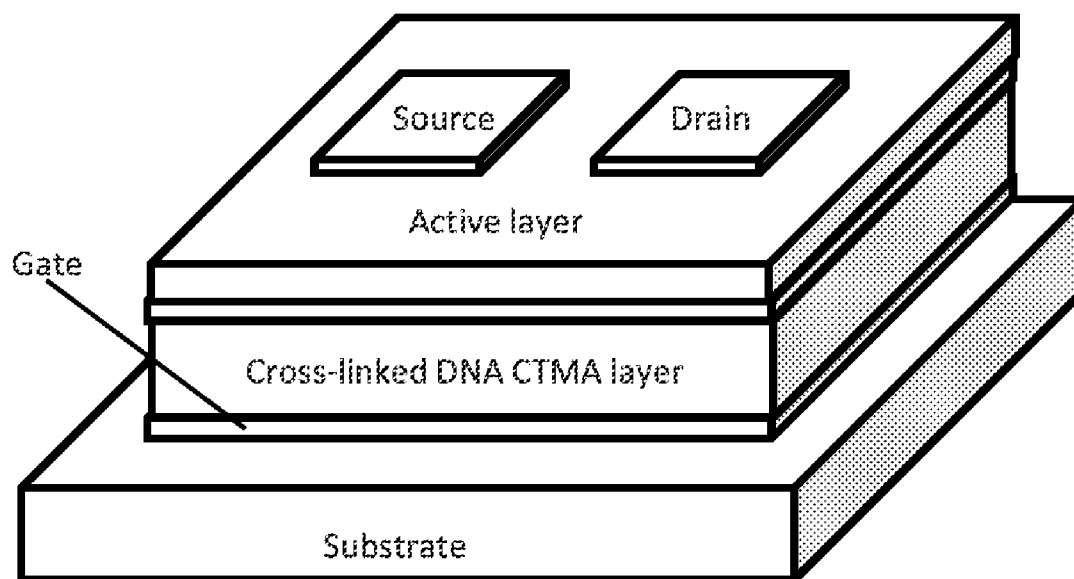 Source
Drain
Active layer
Gate
Cross-linked DNA CTMA layer
Substrate